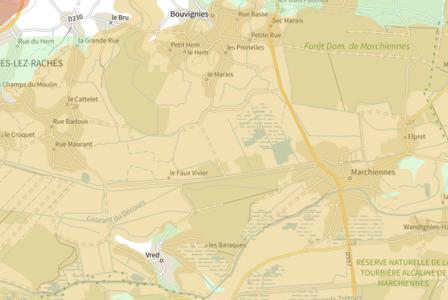 le Bru
D230
Bouvignies
Rue Basse
Sec Marais
Rue du Hem
la Grande Rue
Petit Hem
le Hem
les Pronelles
Petite Rue
Forêt Dom. de Marchiennes
ES-LEZ-RACHES
le Marais
Champs du Moulin
le Cattelet
Rue Badoux
le Croquet
Rue Maurant
Elpret
le Faux Vivier
Marchiennes
Courant du Décours
Wandignies-Ha
Vred
les Baraques
D957
RÉSERVE NATURELLE DE LA
TOURBIÈRE ALCALINE DE
MARCHIENNES